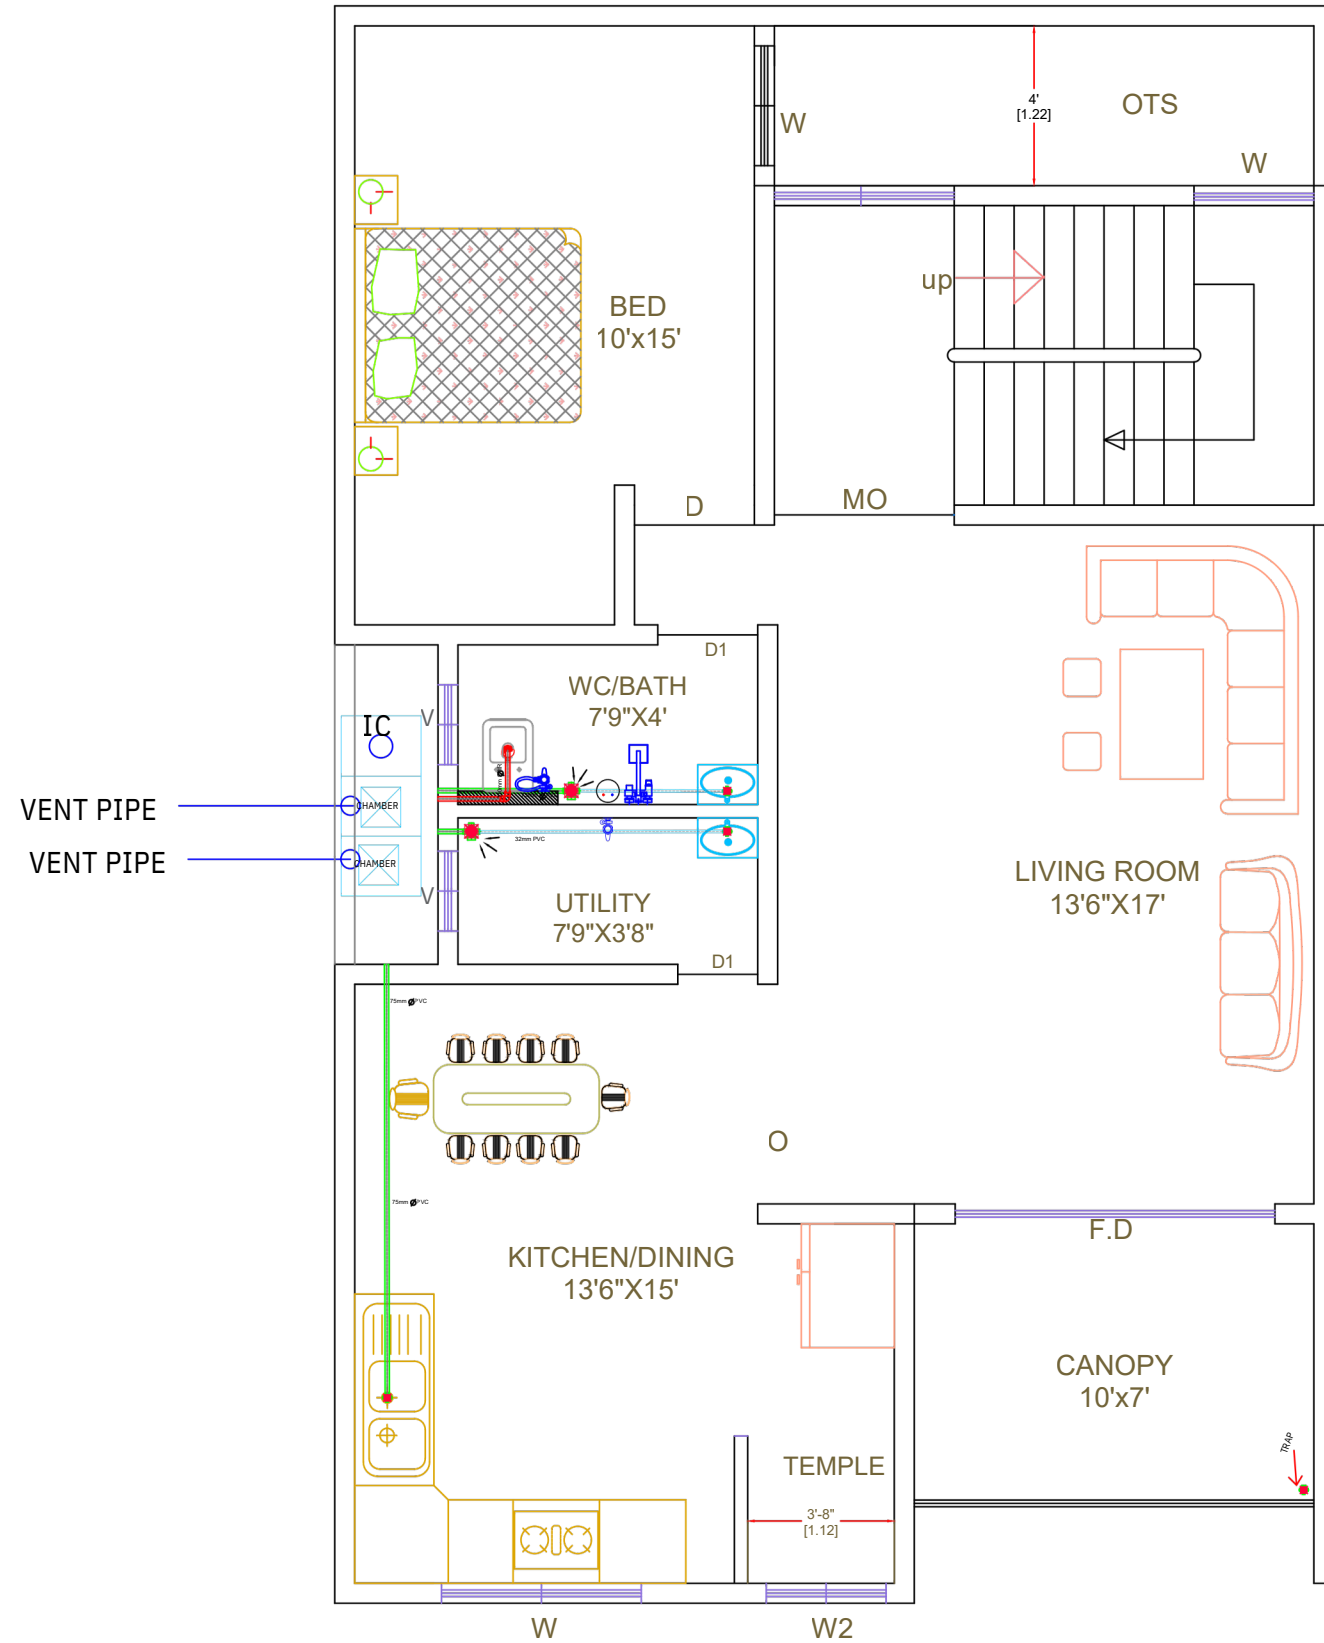 4'
[1.22]
OTS
W
W
up
BED
10'x15'
D
MO
D1
WC/BATH
7'9"X4'
IC
V
VENT PIPE
CHAMBER
32mm PVC
VENT PIPE
CHAMBER
V
UTILITY
7'9"X3'8"
LIVING ROOM
13'6"X17'
D1
75mm Ø PVC
O
75mm Ø PVC
F.D
KITCHEN/DINING
13'6"X15'
CANOPY
10'x7'
TRAP
TEMPLE
3'-8"
[1.12]
W
W2